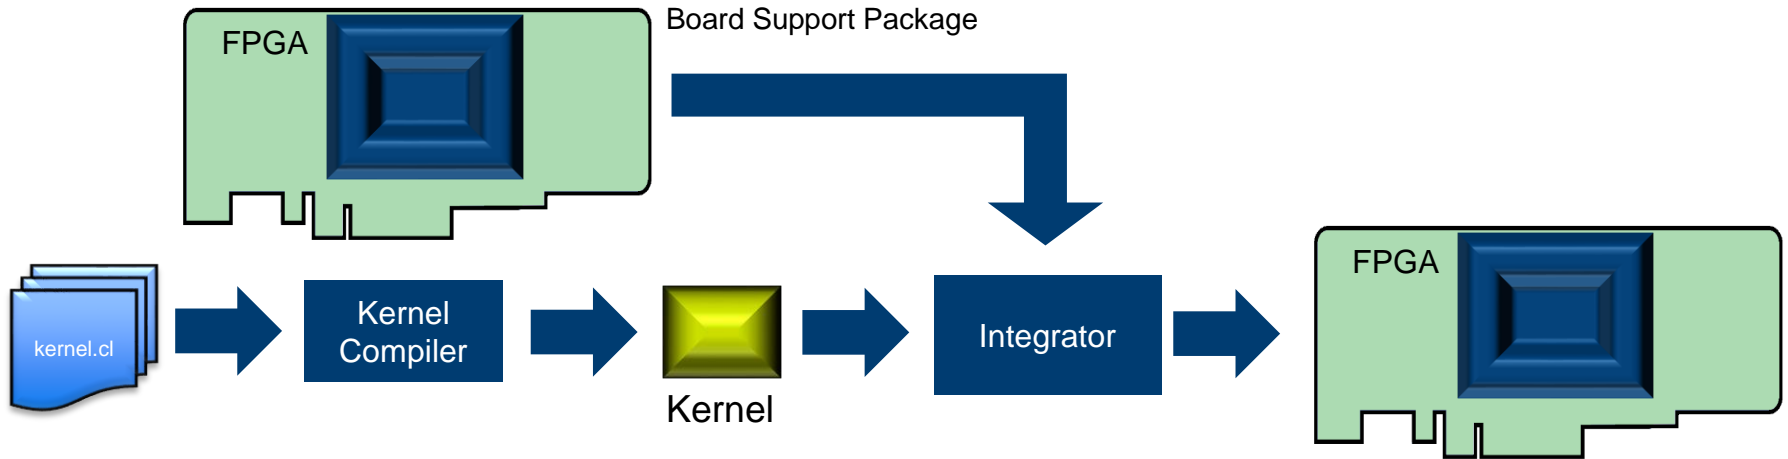 Board Support Package
FPGA
FPGA
kernel.cl
Kernel
Compiler
Integrator
Kernel